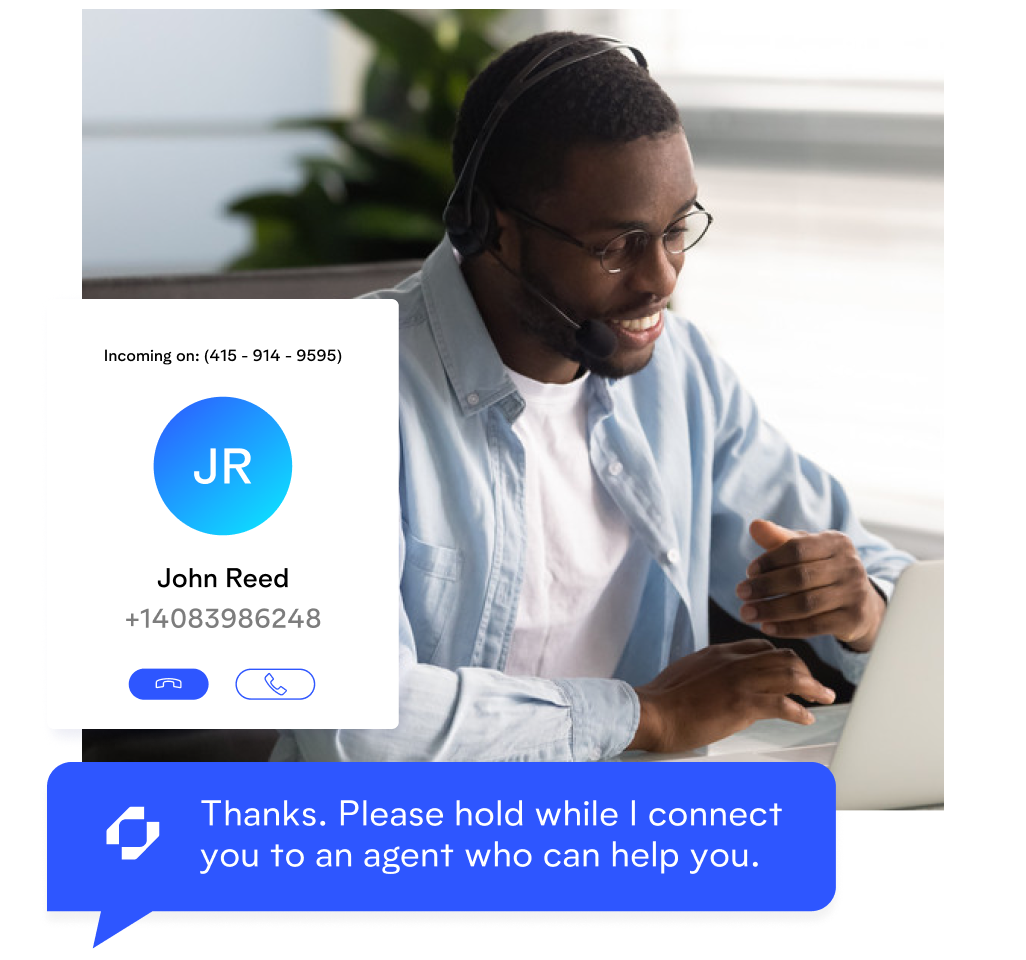 Incoming on: (415 - 914 - 9595)
JR
John Reed
+14083986248
Thanks. Please hold while I connect
you to an agent who can help you.